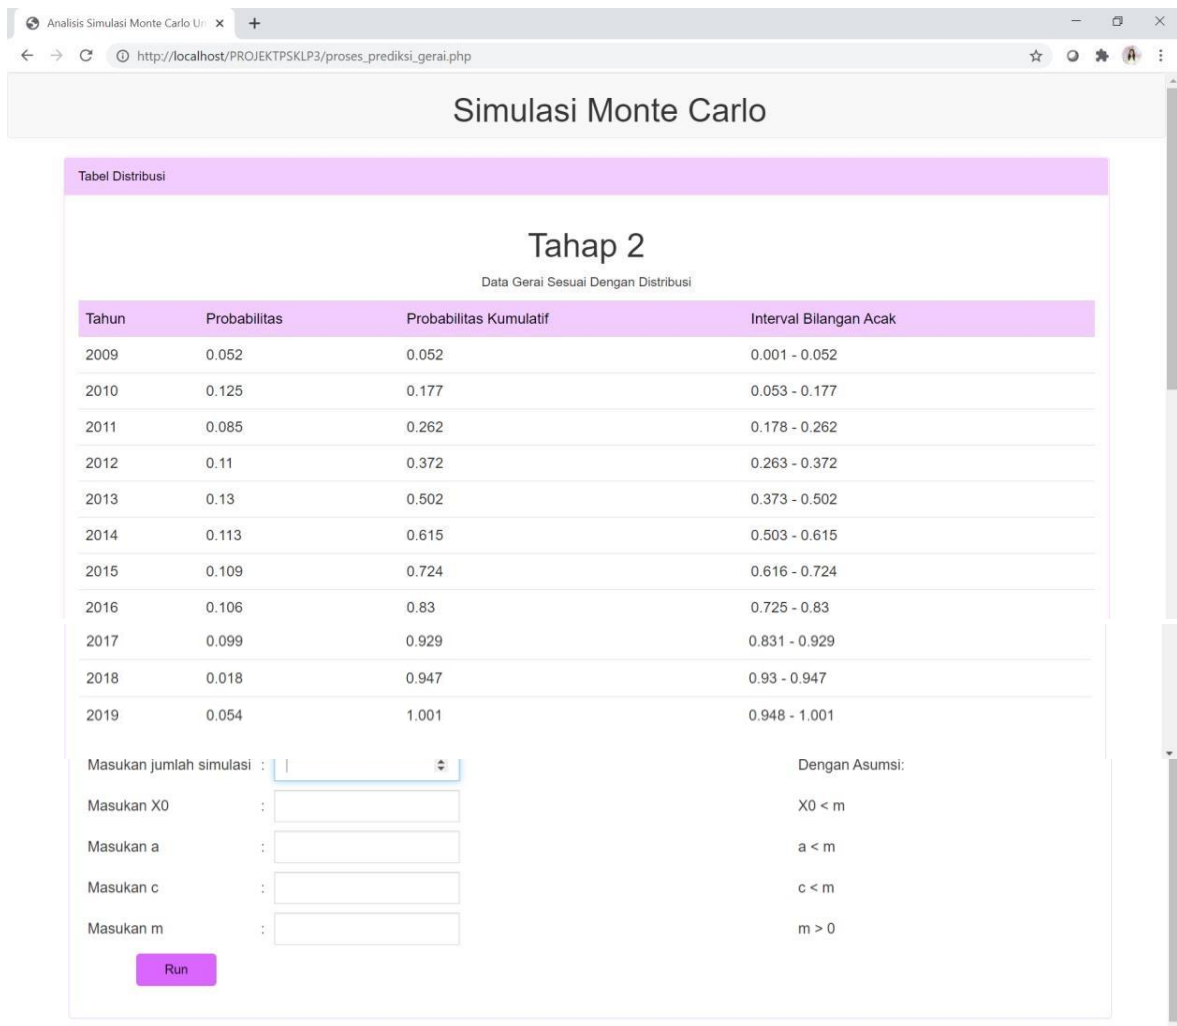 Analisis Simulasi Monte Carlo Un
http://localhost/PROJEKTPSKLP3/proses_prediksi_gerai.php
Simulasi Monte Carlo
Tabel Distribusi
Tahap 2
Data Gerai Sesuai Dengan Distribusi
Tahun Probabilitas Probabilitas Kumulatif Interval Bilangan Acak
2009 0.052 0.052 0.001 - 0.052
2010 0.125 0.177 0.053 - 0.177
2011 0.085 0.262 0.178 - 0.262
2012 0.11 0.372 0.263 - 0.372
2013 0.13 0.502 0.373 - 0.502
2014 0.113 0.615 0.503 - 0.615
2015 0.109 0.724 0.616 - 0.724
2016 0.106 0.83 0.725 - 0.83
2017 0.099 0.929 0.831 - 0.929
2018 0.018 0.947 0.93 - 0.947
2019 0.054 1.001 0.948 - 1.001
Masukan jumlah simulasi : Dengan Asumsi:
Masukan X0 : X0 < m
Masukan a : a < m
Masukan c : c < m
Masukan m : m > 0
Run